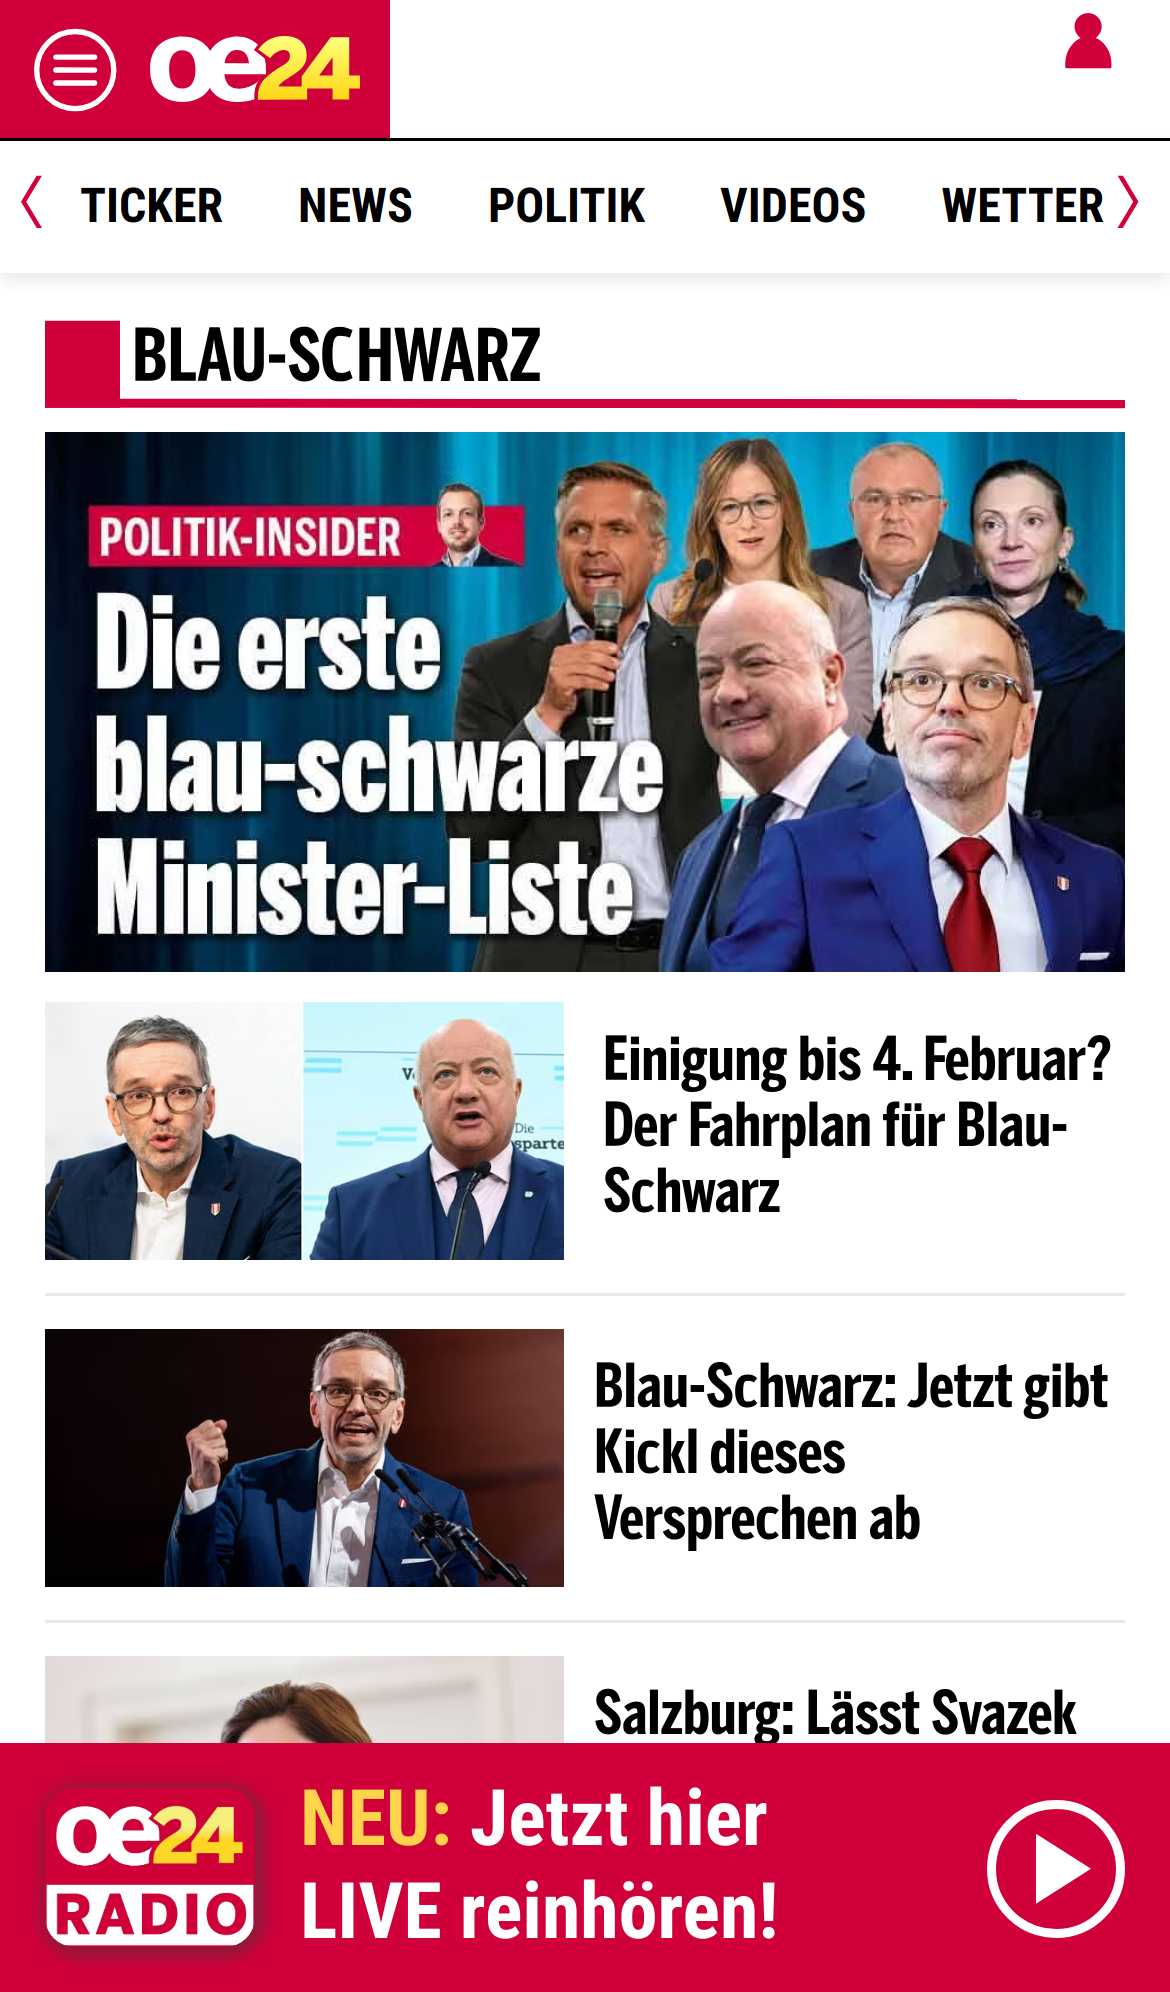 oe24
TICKER NEWS POLITIK VIDEOS WETTER
BLAU-SCHWARZ
POLITIK-INSIDER
Die erste
blau-schwarze
Minister-Liste
Die
sparte
Einigung bis 4. Februar?
Der Fahrplan für Blau-
Schwarz
Blau-Schwarz: Jetzt gibt
Kickl dieses
Versprechen ab
Salzburg: Lässt Svazek
oe24
RADIO
NEU: Jetzt hier
LIVE reinhören!